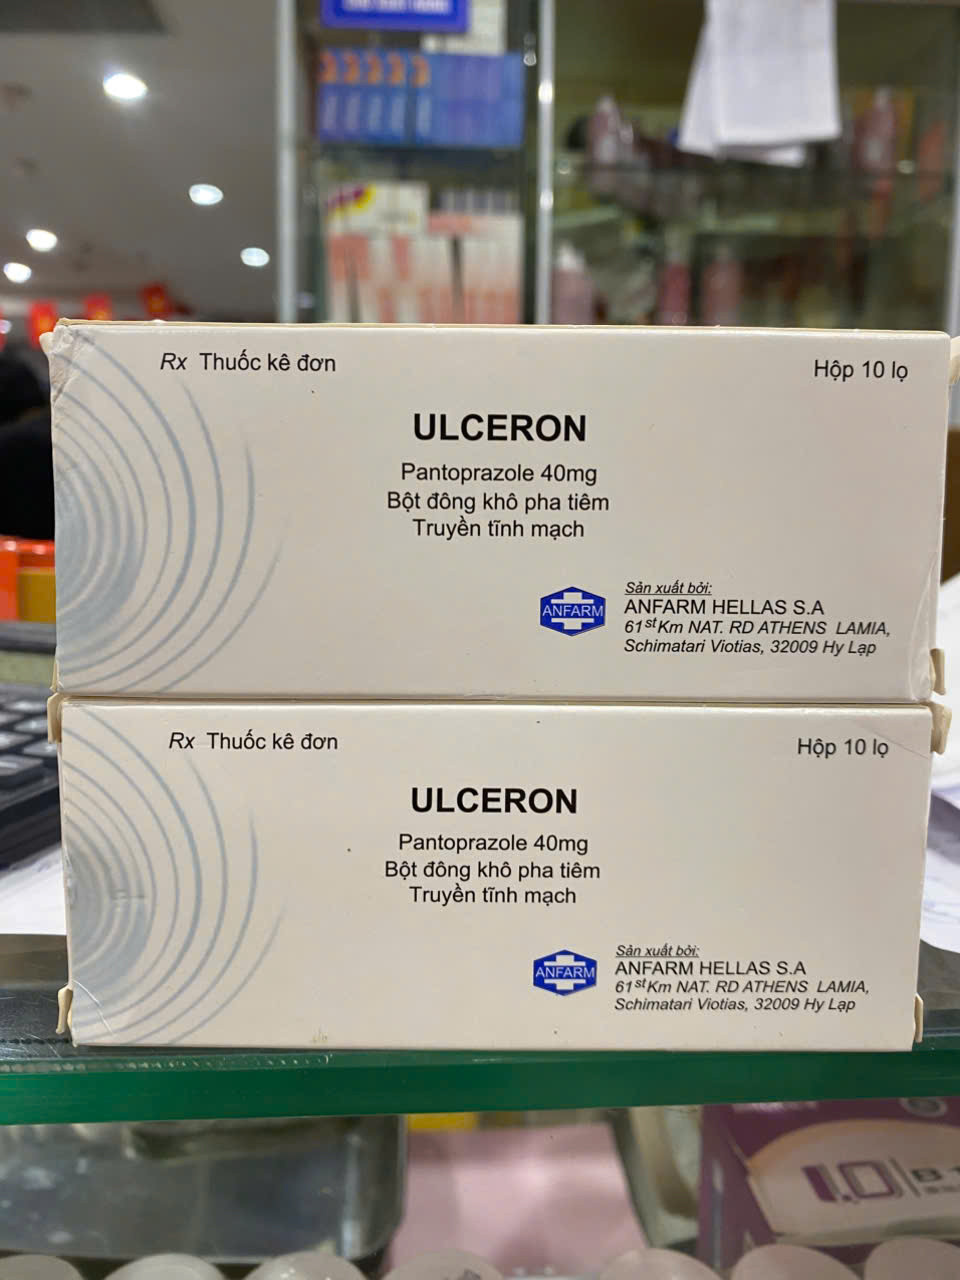 Rx Thuốc kê đơn
Hộp 10 lọ
ULCERON
Pantoprazole 40mg
Bột đông khô pha tiêm
Truyền tĩnh mạch
ANFARM
Sản xuất bởi:
ANFARM HELLAS S.A
61st Km NAT. RD ATHENS LAMIA,
Schimatari Viotias, 32009 Hy Lạp
Rx Thuốc kê đơn
Hộp 10 lọ
ULCERON
Pantoprazole 40mg
Bột đông khô pha tiêm
Truyền tĩnh mạch
ANFARM
Sản xuất bởi:
ANFARM HELLAS S.A
61st Km NAT. RD ATHENS LAMIA,
Schimatari Viotias, 32009 Hy Lạp